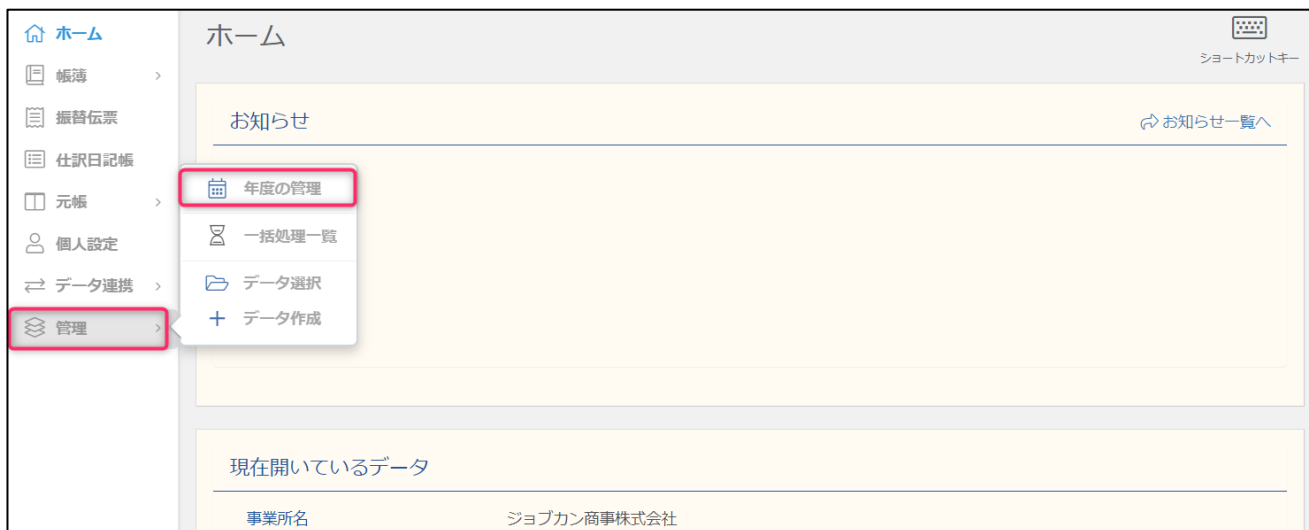 ホーム
帳簿
振替伝票
仕訳日記帳
元帳
個人設定
データ連携
管理
年度の管理
一括処理一覧
データ選択
データ作成
ホーム
ショートカットキー
お知らせ
お知らせ一覧へ
現在開いているデータ
事業所名 ジョブカン商事株式会社